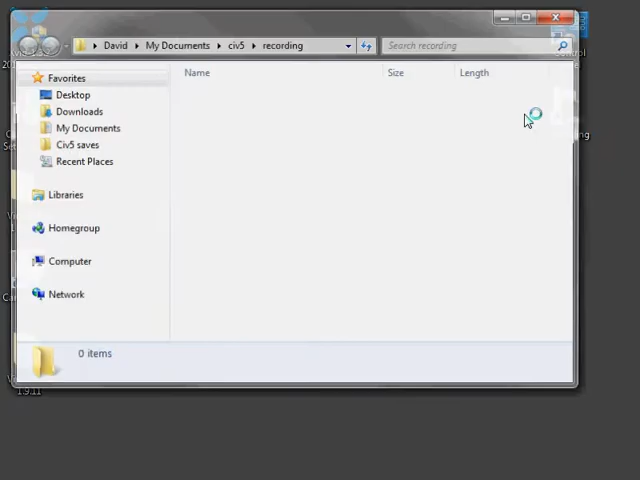 David
My Documents
civ5
recording
Search recording
Name
Size
Length
Favorites
Desktop
Downloads
My Documents
Civ5 saves
Recent Places
Libraries
Homegroup
Computer
Network
0 items
1.9.11